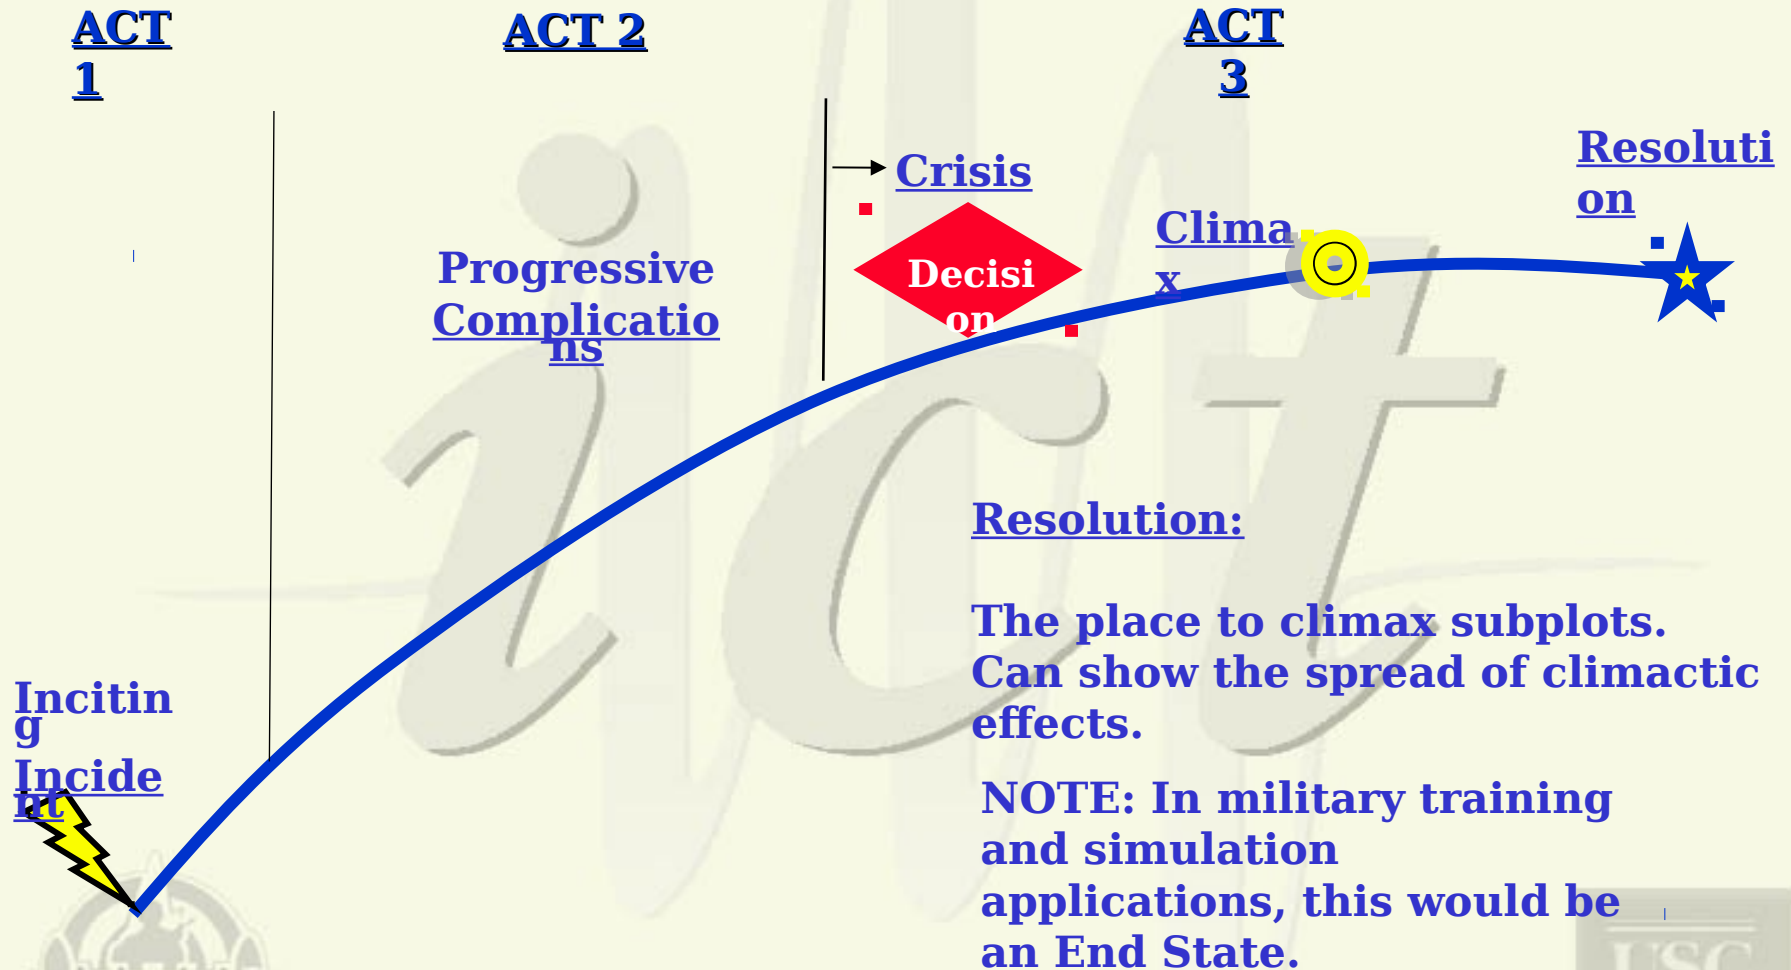 ACT
1
ACT 2
ACT
3
Resoluti
on
Crisis
Clima
x
Decisi
on
Progressive
Complicatio
ns
Resolution:
The place to climax subplots.
Can show the spread of climactic
effects.
Incitin
g
Incide
nt
NOTE: In military training
and simulation
applications, this would be
an End State.
ict
USC